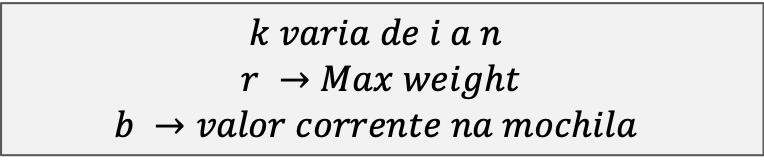 k varia de i a n
r → Max weight
b → valor corrente na mochila